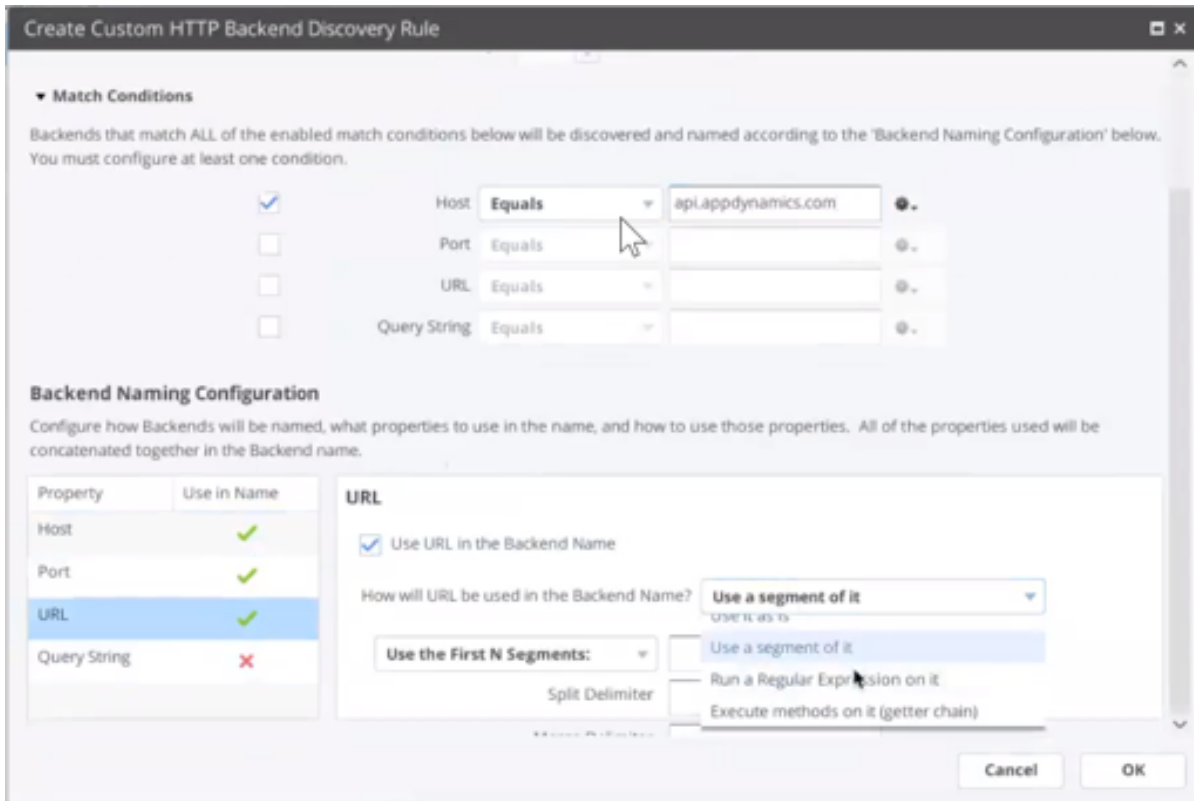 Create Custom HTTP Backend Discovery Rule
Match Conditions
Backends that match ALL of the enabled match conditions below will be discovered and named according to the 'Backend Naming Configuration' below.
You must configure at least one condition.
Host Equals api.appdynamics.com
Port Equals
URL Equals
Query String Equals
Backend Naming Configuration
Configure how Backends will be named, what properties to use in the name, and how to use those properties. All of the properties used will be
concatenated together in the Backend name.
Property Use in Name
Host
Port
URL
Query String
URL
Use URL in the Backend Name
How will URL be used in the Backend Name? Use a segment of it
Use it as is
Use a segment of it
Use the First N Segments:
Run a Regular Expression on it
Split Delimiter
Execute methods on it (getter chain)
Cancel OK